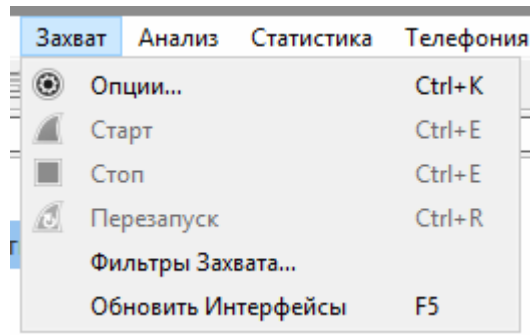 Захват Анализ Статистика Телефония
Опции... Ctrl+K
Старт Ctrl+E
Стоп Ctrl+E
Перезапуск Ctrl+R
Фильтры Захвата...
Обновить Интерфейсы F5